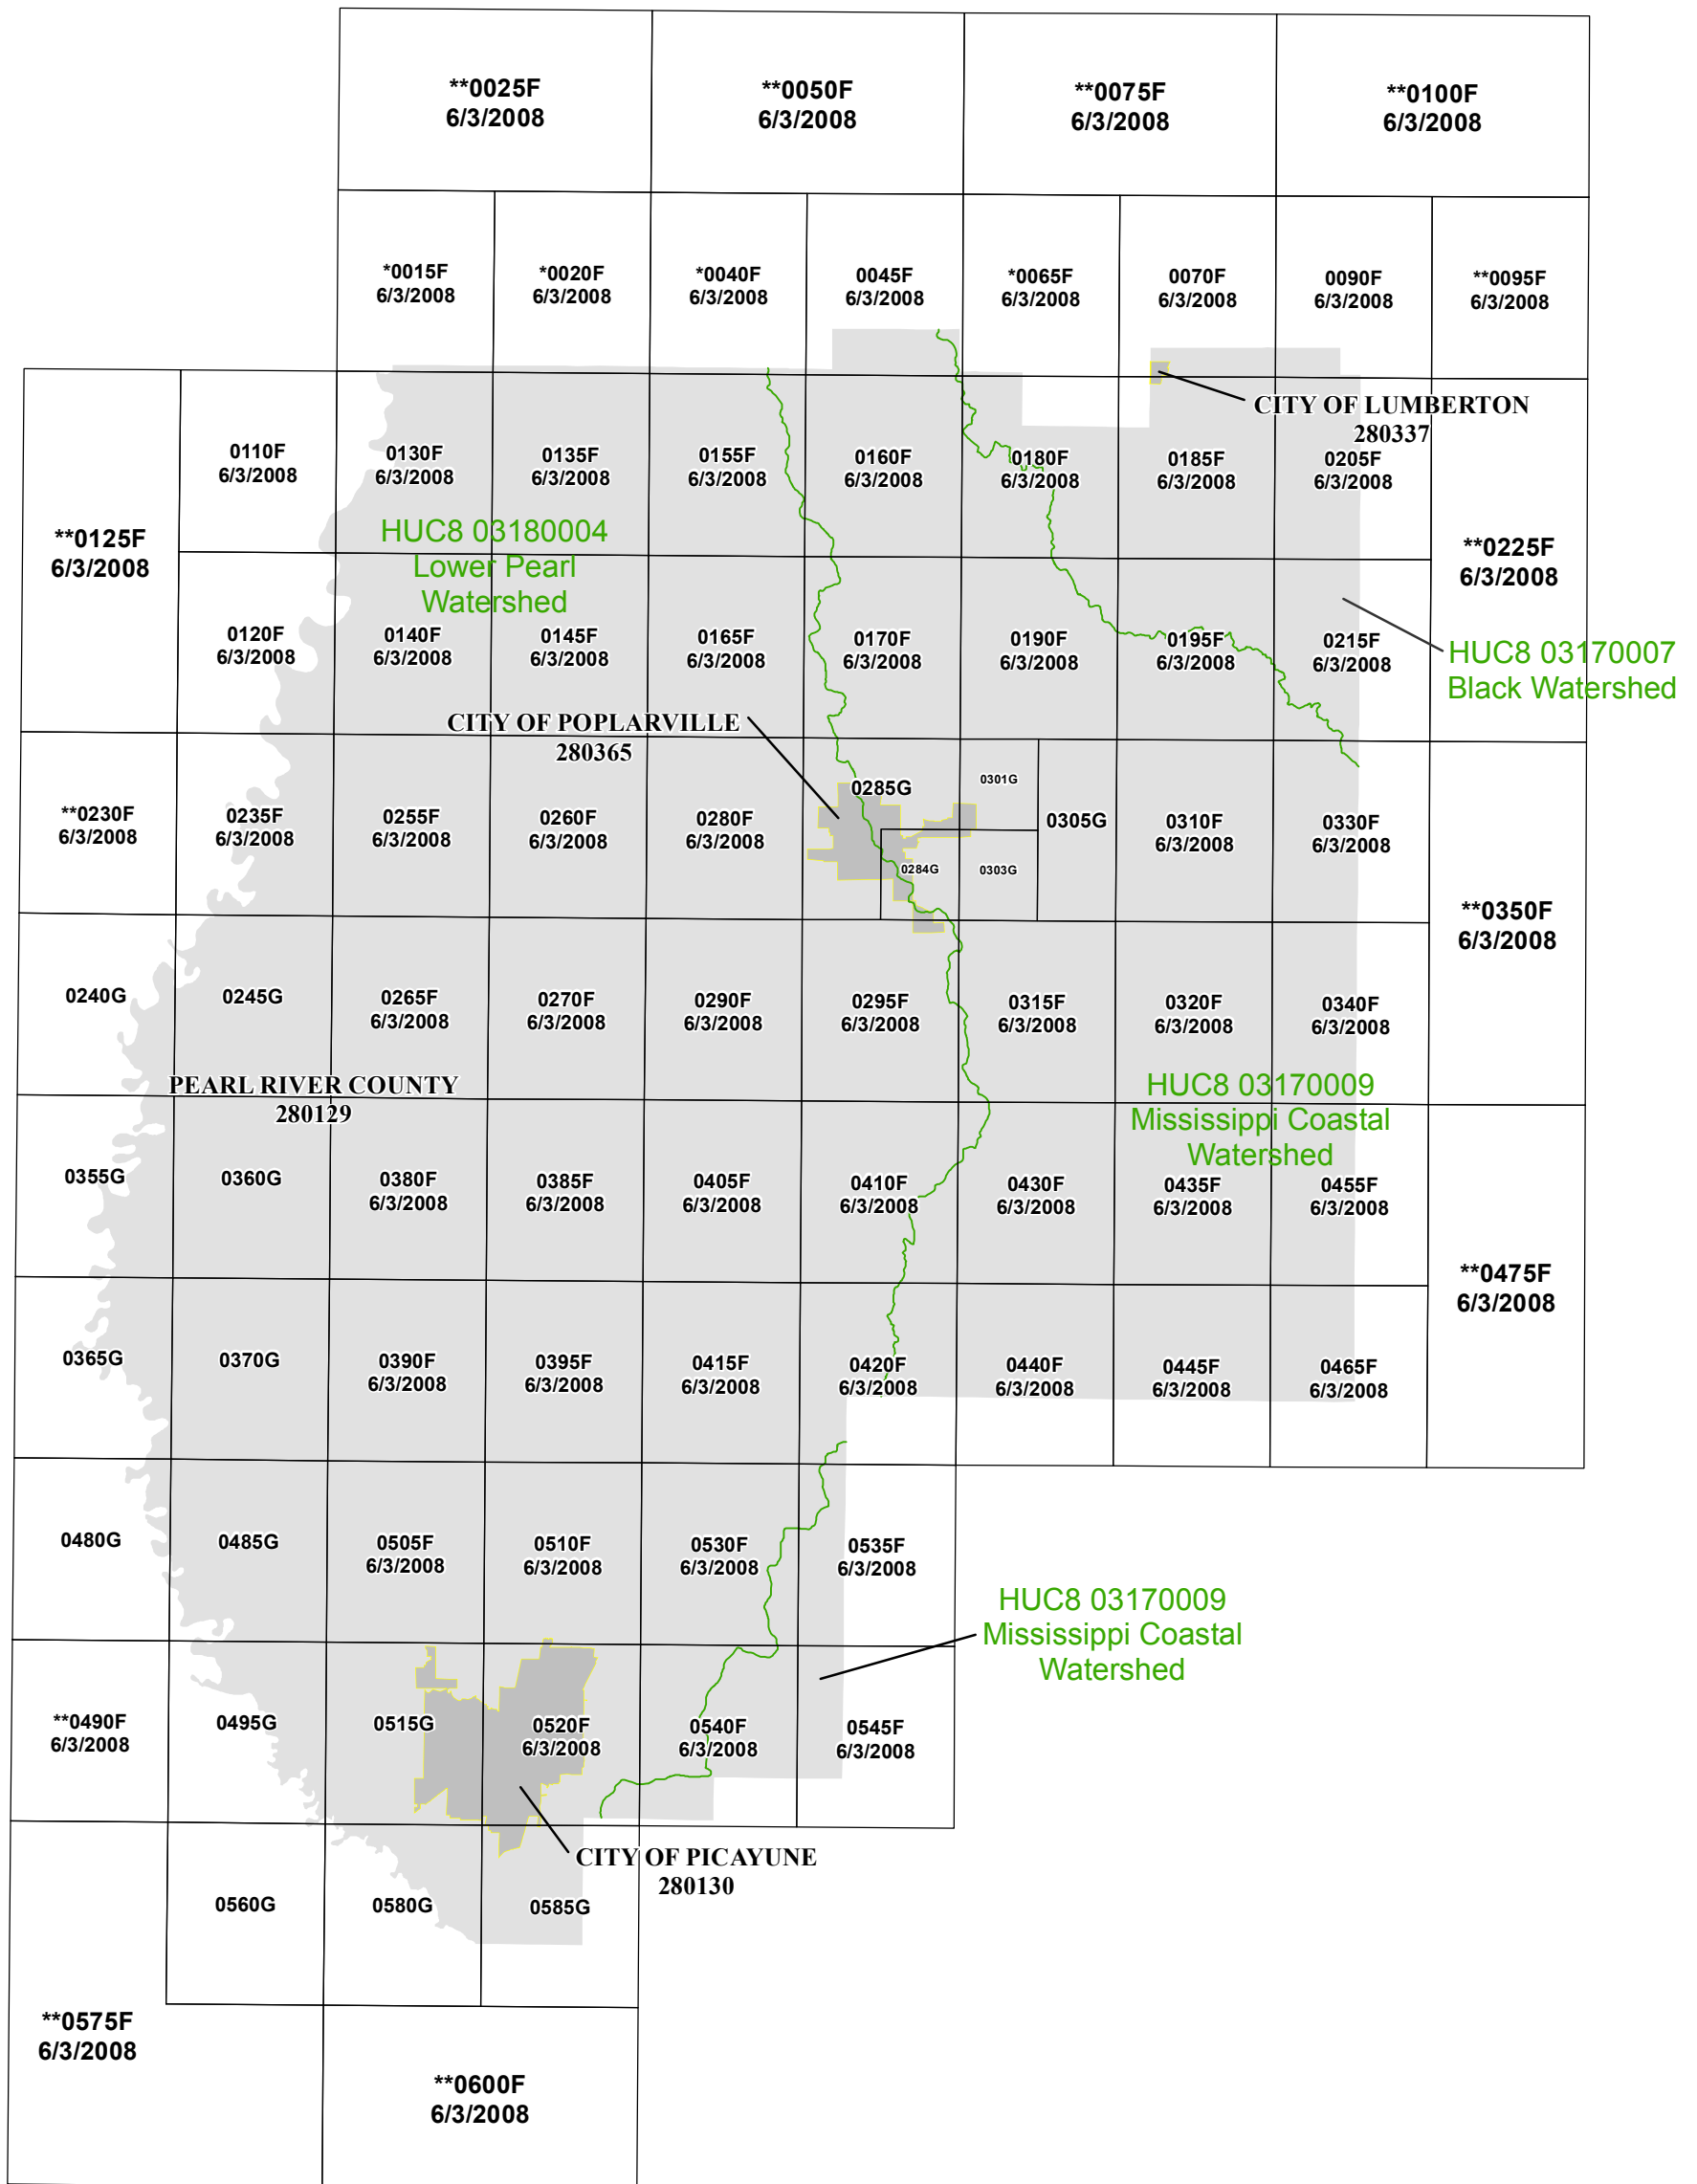 **0025F
6/3/2008
**0050F
6/3/2008
**0075F
6/3/2008
**0100F
6/3/2008
*0015F
6/3/2008
*0020F
6/3/2008
*0040F
6/3/2008
0045F
6/3/2008
*0065F
6/3/2008
0070F
6/3/2008
0090F
6/3/2008
**0095F
6/3/2008
CITY OF LUMBERTON
280337
**0125F
6/3/2008
0110F
6/3/2008
0130F
6/3/2008
0135F
6/3/2008
0155F
6/3/2008
0160F
6/3/2008
0180F
6/3/2008
0185F
6/3/2008
0205F
6/3/2008
**0225F
6/3/2008
HUC8 03180004
Lower Pearl
Watershed
0120F
6/3/2008
0140F
6/3/2008
0145F
6/3/2008
0165F
6/3/2008
0170F
6/3/2008
0190F
6/3/2008
0195F
6/3/2008
0215F
6/3/2008
HUC8 03170007
Black Watershed
CITY OF POPLARVILLE
280365
**0230F
6/3/2008
0235F
6/3/2008
0255F
6/3/2008
0260F
6/3/2008
0280F
6/3/2008
0285G
0284G
0301G
0303G
0305G
0310F
6/3/2008
0330F
6/3/2008
**0350F
6/3/2008
0240G
0245G
0265F
6/3/2008
0270F
6/3/2008
0290F
6/3/2008
0295F
6/3/2008
0315F
6/3/2008
0320F
6/3/2008
0340F
6/3/2008
PEARL RIVER COUNTY
280129
HUC8 03170009
Mississippi Coastal
Watershed
0355G
0360G
0380F
6/3/2008
0385F
6/3/2008
0405F
6/3/2008
0410F
6/3/2008
0430F
6/3/2008
0435F
6/3/2008
0455F
6/3/2008
**0475F
6/3/2008
0365G
0370G
0390F
6/3/2008
0395F
6/3/2008
0415F
6/3/2008
0420F
6/3/2008
0440F
6/3/2008
0445F
6/3/2008
0465F
6/3/2008
0480G
0485G
0505F
6/3/2008
0510F
6/3/2008
0530F
6/3/2008
0535F
6/3/2008
HUC8 03170009
Mississippi Coastal
Watershed
**0490F
6/3/2008
0495G
0515G
0520F
6/3/2008
0540F
6/3/2008
0545F
6/3/2008
CITY OF PICAYUNE
280130
0560G
0580G
0585G
**0575F
6/3/2008
**0600F
6/3/2008